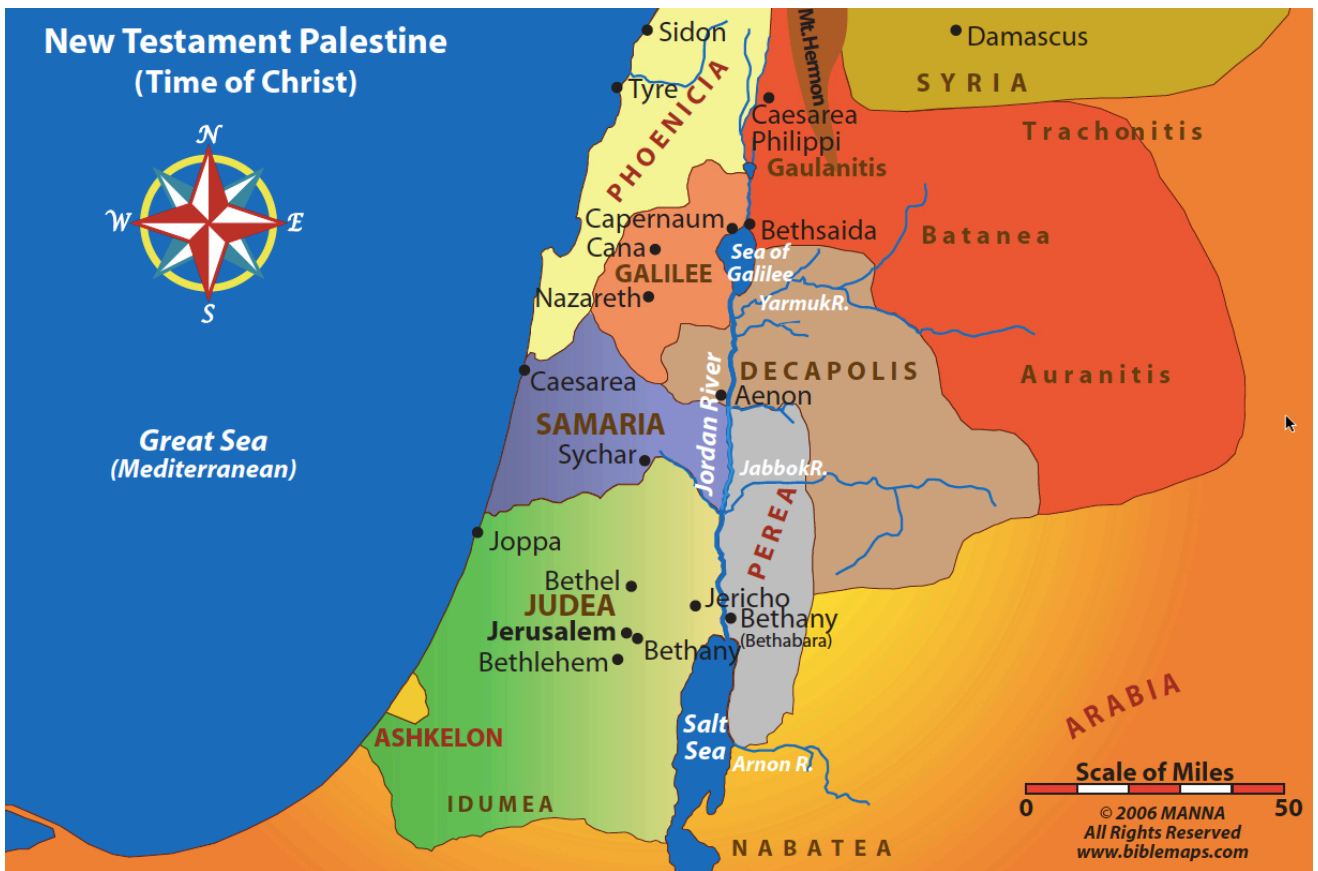 New Testament Palestine
(Time of Christ)
N
W
E
S
Sidon
Mt.Hermon
Damascus
SYRIA
Tyre
PHOENICIA
Caesarea
Philippi
Trachonitis
Gaulanitis
Capernaum
Bethsaida
Batanea
Cana
Sea of
Galilee
GALILEE
Nazareth
YarmukR.
Caesarea
Jordan River
DECAPOLIS
Auranitis
Aenon
SAMARIA
Great Sea
(Mediterranean)
Sychar
JabbokR.
PEREA
Joppa
Bethel
JUDEA
Jericho
Jerusalem
Bethany
(Bethabara)
Bethany
Bethlehem
ARABIA
ASHKELON
Salt
Sea
Arnon R.
IDUMEA
NABATEA
Scale of Miles
0
50
© 2006 MANNA
All Rights Reserved
www.biblemaps.com